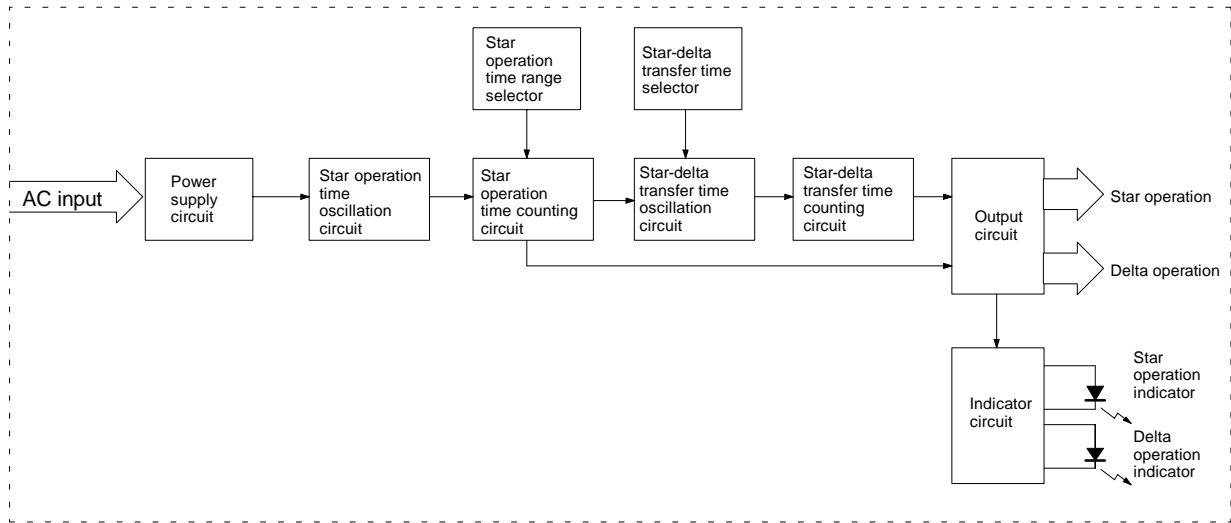 Star
operation
time range
selector
Star-delta
transfer time
selector
AC input
Power
supply
circuit
Star operation
time
oscillation
circuit
Star
operation
time counting
circuit
Star-delta
transfer time
oscillation
circuit
Star-delta
transfer time
counting
circuit
Output
circuit
Star operation
Delta operation
Indicator
circuit
Star
operation
indicator
Delta
operation
indicator